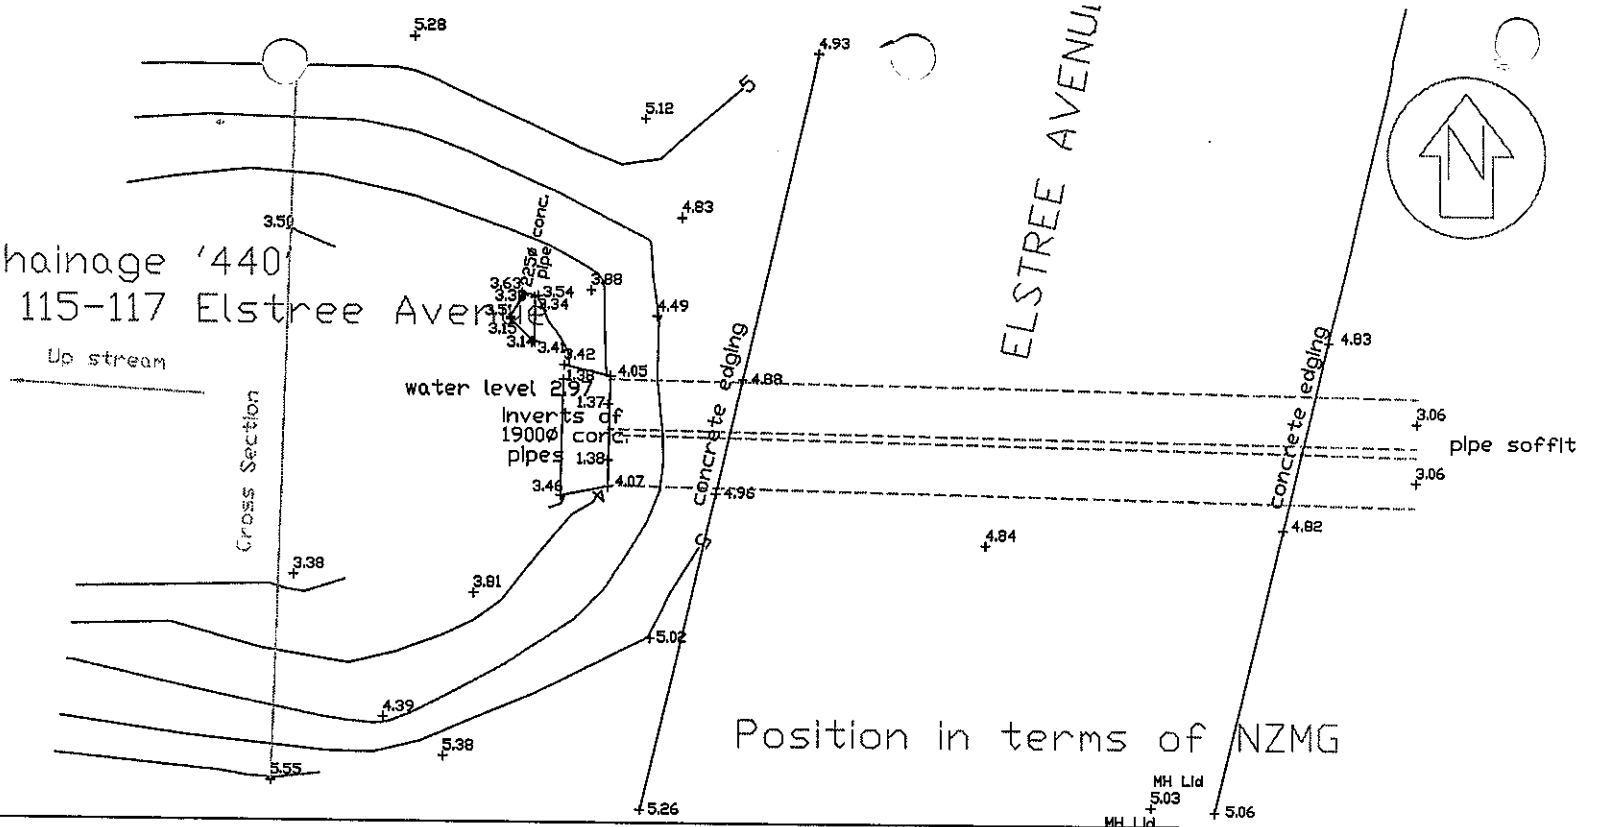 5.28
4.93
ELSTREE AVENU
5
5.12
N
4.83
3.50
225ø conc.
pipe
hainage '440'
3.63
3.54
3.88
3.34
115-117 Elstree Avenue
3.15
4.49
3.14
3.41
3.42
4.83
Up stream
1.38
4.05
4.88
water level 2.97
concrete edging
concrete edging
1.37
3.06
Inverts of
1900ø conc.
pipes
1.38
pipe soffit
Cross Section
3.46
4.07
4.96
3.06
4
4.82
4.84
5
3.38
3.81
5.02
4.39
5.38
Position in terms of NZMG
5.55
MH Lid
5.03
5.26
5.06
MH Lid